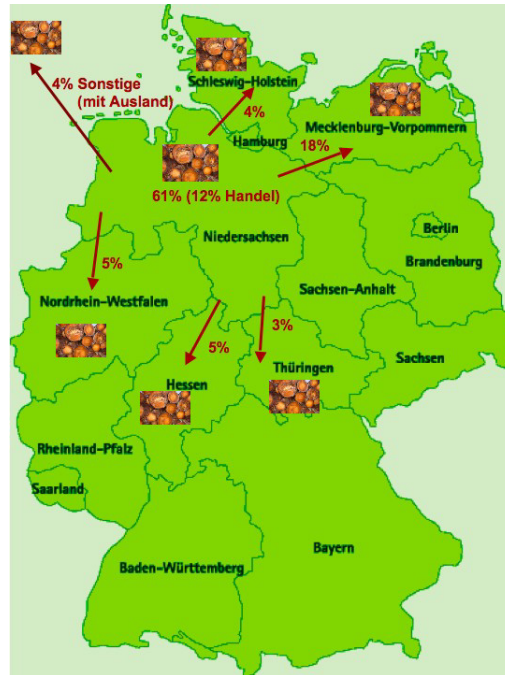 4% Sonstige
(mit Ausland)
Schleswig-Holstein
4%
Mecklenburg-Vorpommern
Hamburg
18%
61% (12% Handel)
Niedersachsen
Berlin
Brandenburg
5%
Sachsen-Anhalt
Nordrhein-Westfalen
3%
5%
Sachsen
Thüringen
Hessen
Rheinland-Pfalz
Saarland
Bayern
Baden-Württemberg